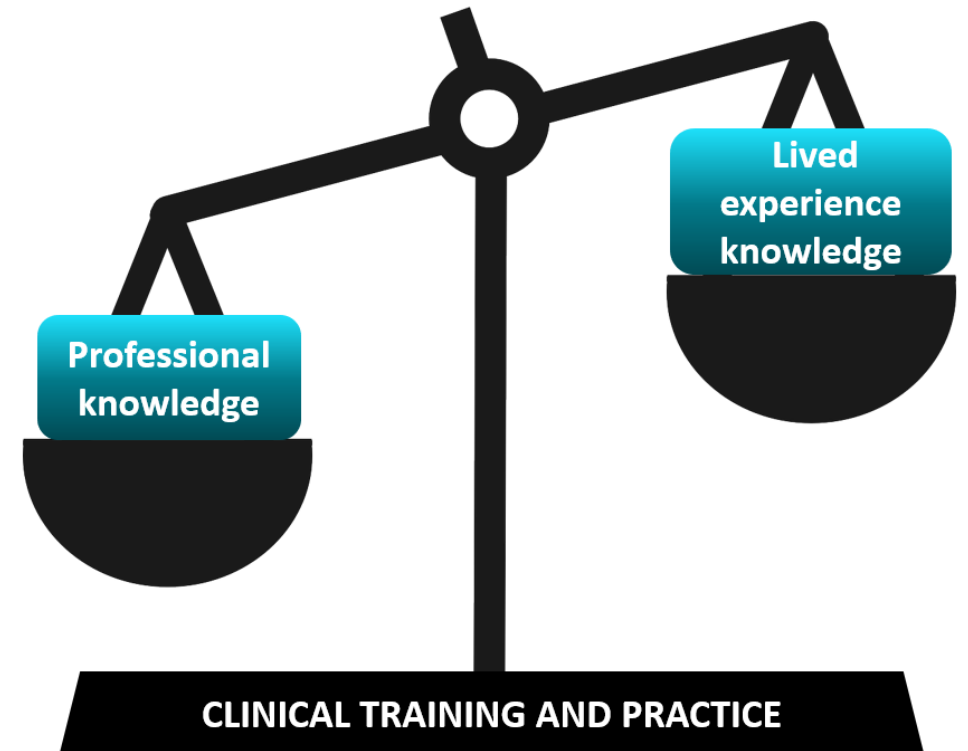 Lived
experience
knowledge
Professional
knowledge
CLINICAL TRAINING AND PRACTICE